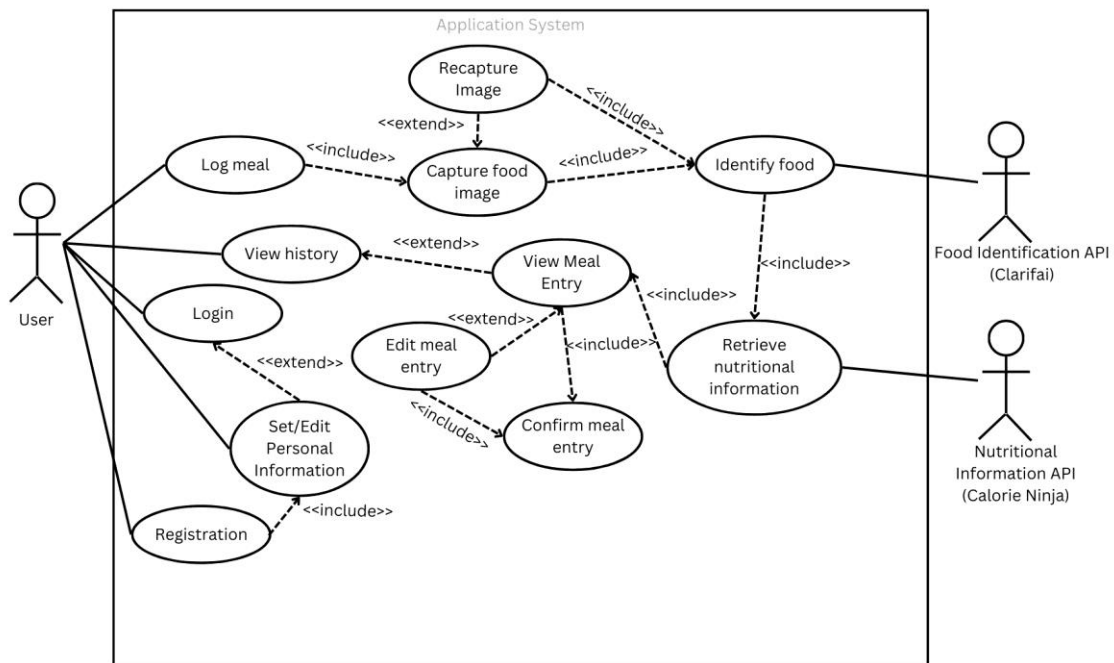 Application System
Recapture
Image
<<include>>
<<extend>>
<<include>>
<<include>>
Log meal
Capture food
image
Identify food
Food Identification API
(Clarifai)
<<extend>>
View history
View Meal
Entry
<<include>>
<<include>>
User
Login
<<extend>>
<<extend>>
Edit meal
entry
<<include>>
Retrieve
nutritional
information
<<include>>
Set/Edit
Personal
Information
Confirm meal
entry
Nutritional
Information API
(Calorie Ninja)
<<include>>
Registration